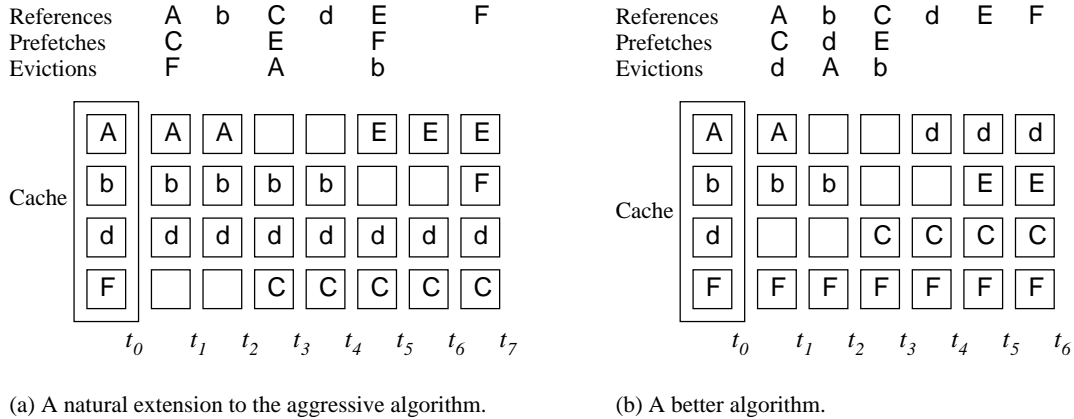 References A b C d E F
Prefetches C E F
Evictions F A b
Cache
A A A E E E
b b b b b F
d d d d d d d d
F C C C C C
t0 t1 t2 t3 t4 t5 t6 t7
(a) A natural extension to the aggressive algorithm.
References A b C d E F
Prefetches C d E
Evictions d A b
Cache
A A d d d
b b b E E
d C C C C
F F F F F F F
t0 t1 t2 t3 t4 t5 t6
(b) A better algorithm.